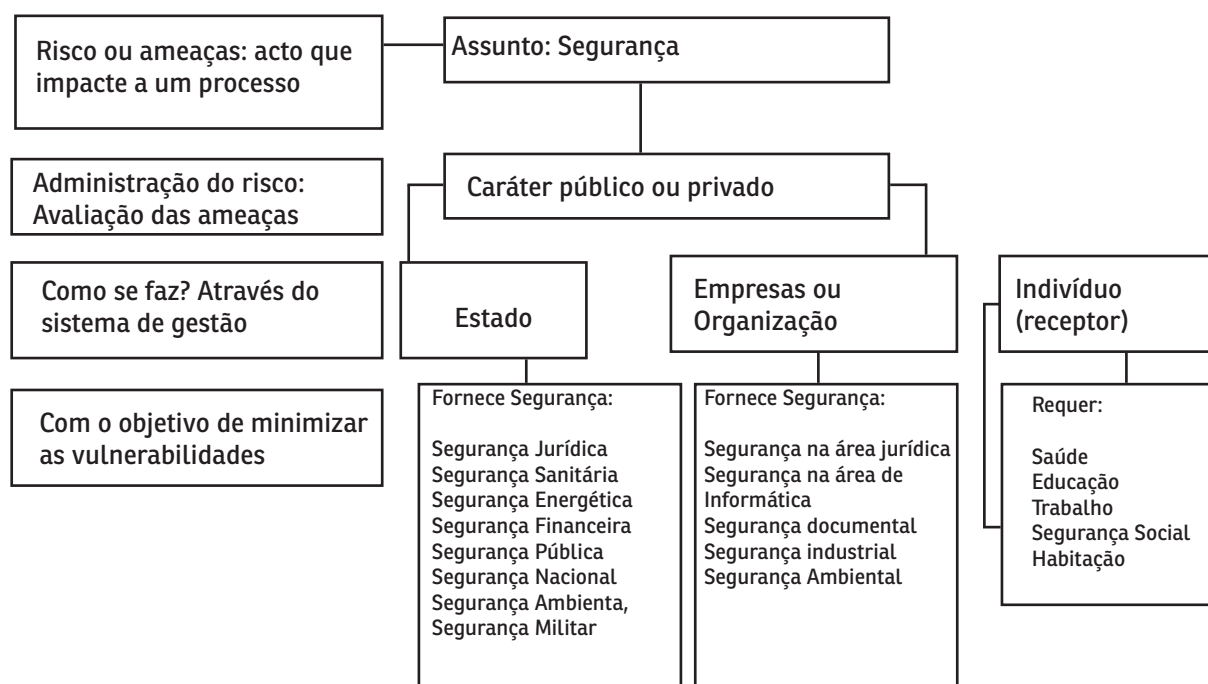 Risco ou ameaças: acto que
impacte a um processo
Assunto: Segurança
Administração do risco:
Avaliação das ameaças
Caráter público ou privado
Como se faz? Através do
sistema de gestão
Estado
Empresas ou
Organização
Indivíduo
(receptor)
Com o objetivo de minimizar
as vulnerabilidades
Fornece Segurança:
Segurança Jurídica
Segurança Sanitária
Segurança Energética
Segurança Financeira
Segurança Pública
Segurança Nacional
Segurança Ambienta,
Segurança Militar
Fornece Segurança:
Segurança na área jurídica
Segurança na área de
Informática
Segurança documental
Segurança industrial
Segurança Ambiental
Requer:
Saúde
Educação
Trabalho
Segurança Social
Habitação